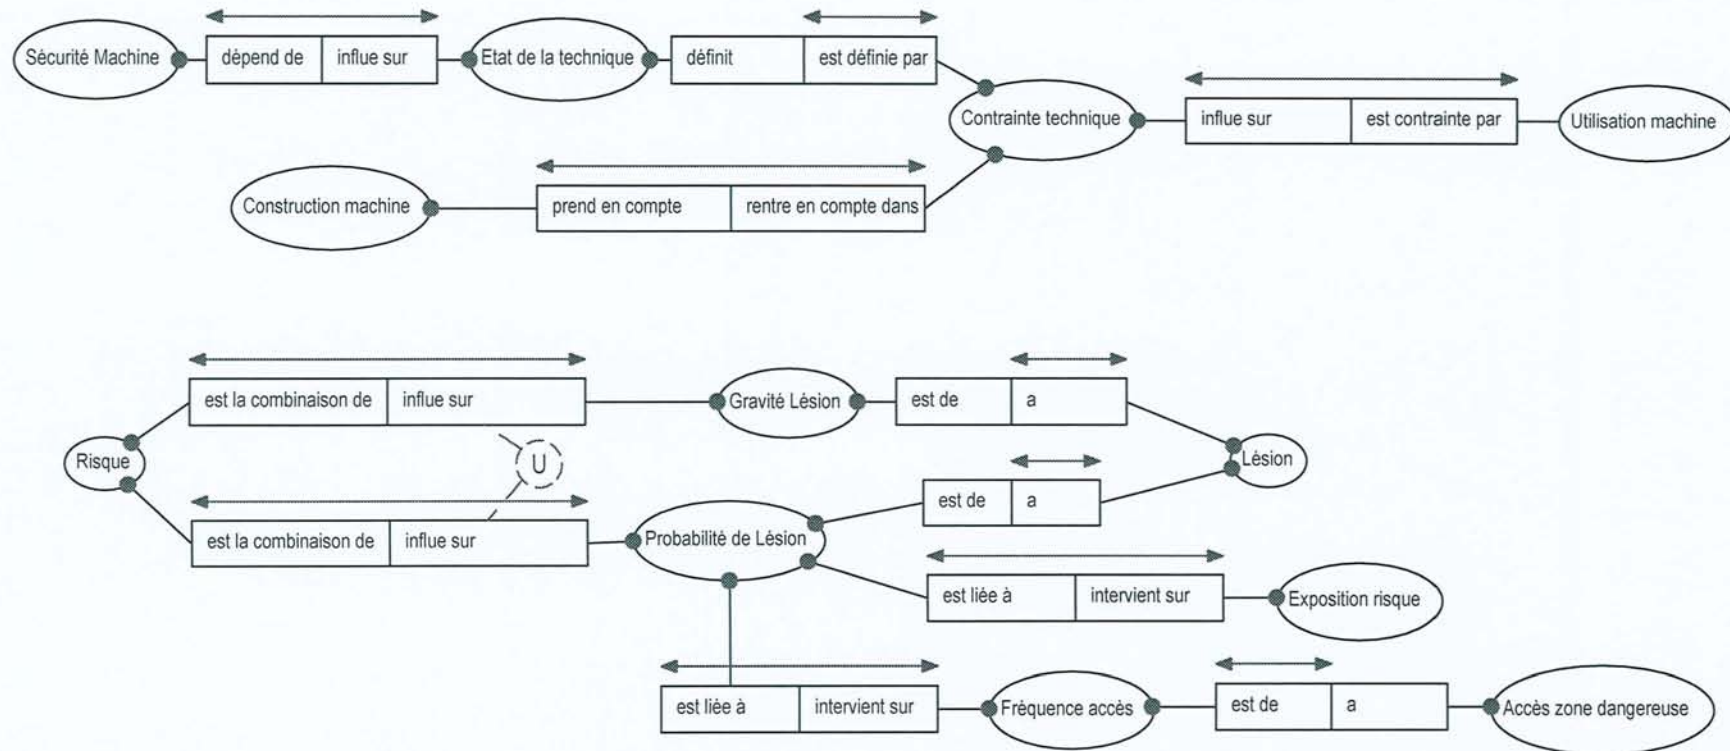 Sécurité Machine
dépend de
influe sur
Etat de la technique
définit
est définie par
Contrainte technique
influe sur
est contrainte par
Utilisation machine
Construction machine
prend en compte
rentre en compte dans
est la combinaison de
influe sur
Gravité Lésion
est de
a
Risque
U
Lésion
est de
a
est la combinaison de
influe sur
Probabilité de Lésion
est liée à
intervient sur
Exposition risque
est liée à
intervient sur
Fréquence accès
est de
a
Accès zone dangereuse